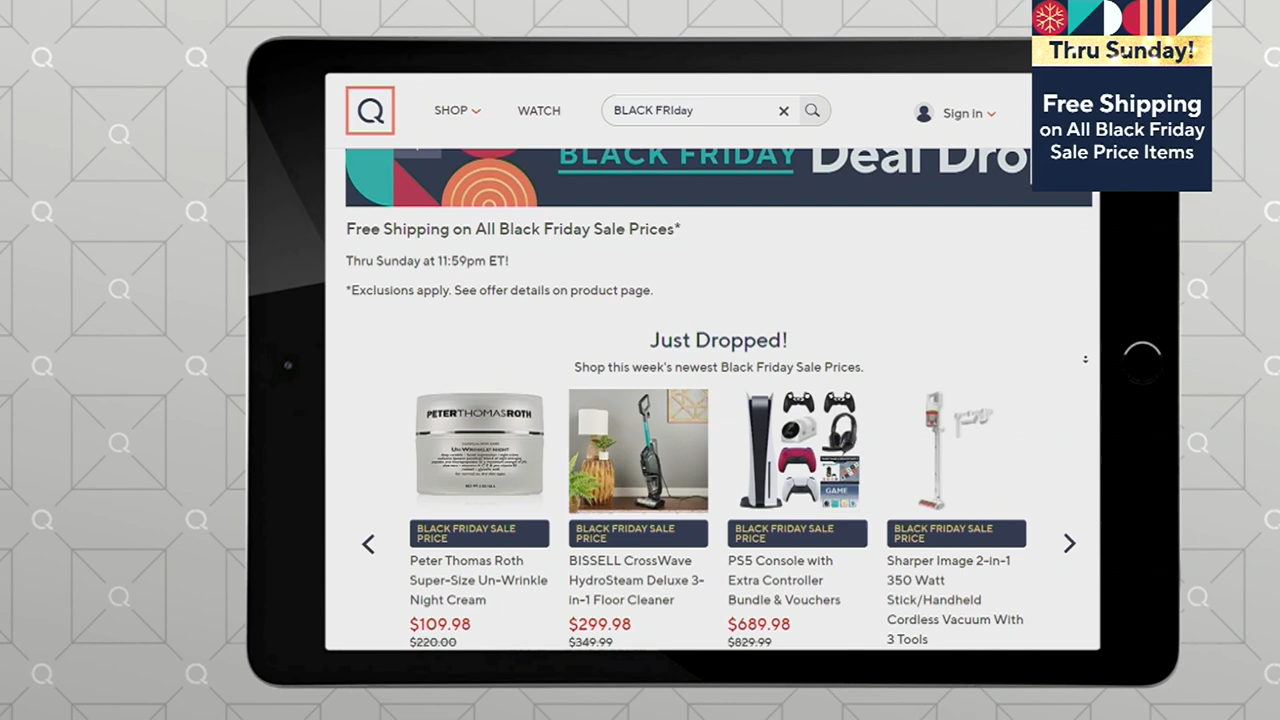 Thru Sunday!
Free Shipping
on All Black Friday
Sale Price Items
Q
SHOP
WATCH
BLACK FRIday
Sign In
BLACK FRIDAY Deal Dro
Free Shipping on All Black Friday Sale Prices*
Thru Sunday at 11:59pm ET!
*Exclusions apply. See offer details on product page.
Just Dropped!
Shop this week's newest Black Friday Sale Prices.
PETERTHOMASROTH
UN-WRINKLE NIGHT
GAME
BLACK FRIDAY SALE
PRICE
Peter Thomas Roth
Super-Size Un-Wrinkle
Night Cream
$109.98
$220.00
BLACK FRIDAY SALE
PRICE
BISSELL CrossWave
HydroSteam Deluxe 3-
in-1 Floor Cleaner
$299.98
$349.99
BLACK FRIDAY SALE
PRICE
PS5 Console with
Extra Controller
Bundle & Vouchers
$689.98
$829.99
BLACK FRIDAY SALE
PRICE
Sharper Image 2-in-1
350 Watt
Stick/Handheld
Cordless Vacuum With
3 Tools